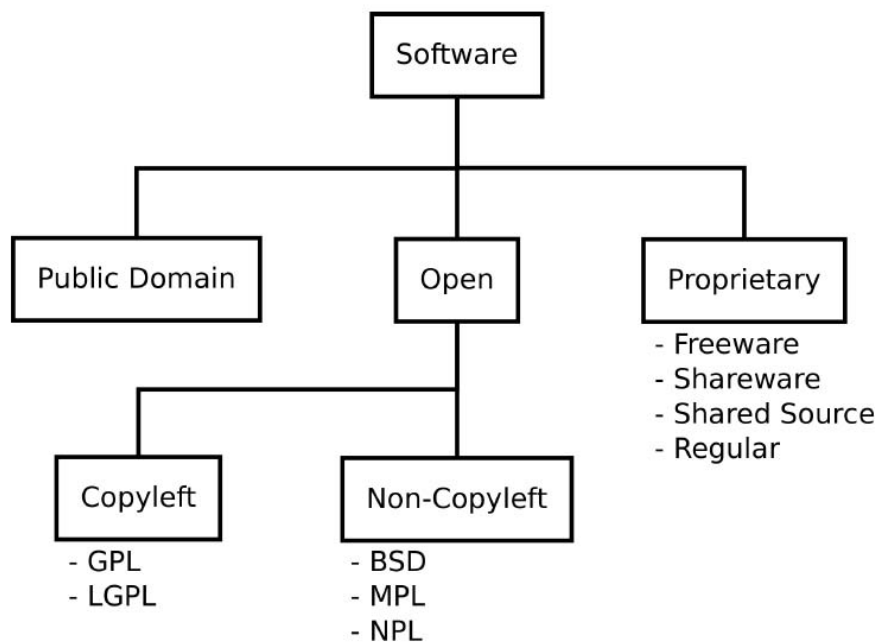 Software
Public Domain
Open
Proprietary
- Freeware
- Shareware
- Shared Source
- Regular
Copyleft
- GPL
- LGPL
Non-Copyleft
- BSD
- MPL
- NPL